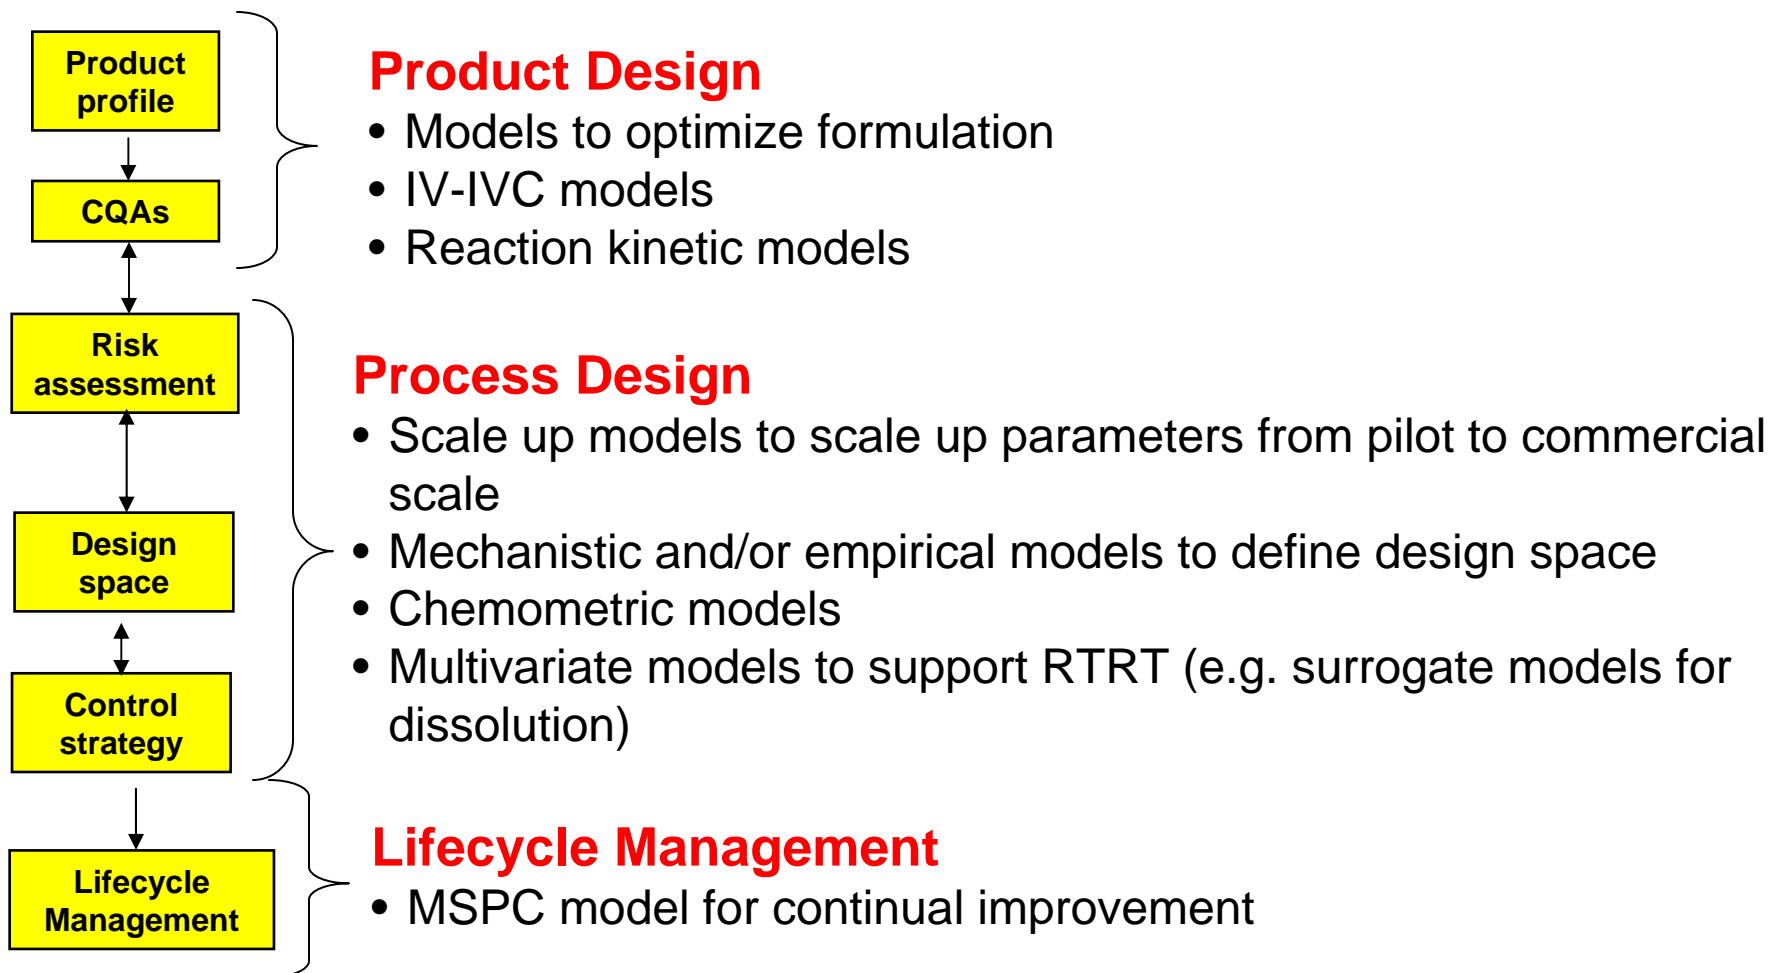 Product
profile
CQAs
Risk
assessment
Design
space
Control
strategy
Lifecycle
Management
Product Design
• Models to optimize formulation
• IV-IVC models
• Reaction kinetic models
Process Design
• Scale up models to scale up parameters from pilot to commercial
scale
• Mechanistic and/or empirical models to define design space
• Chemometric models
• Multivariate models to support RTRT (e.g. surrogate models for
dissolution)
Lifecycle Management
• MSPC model for continual improvement